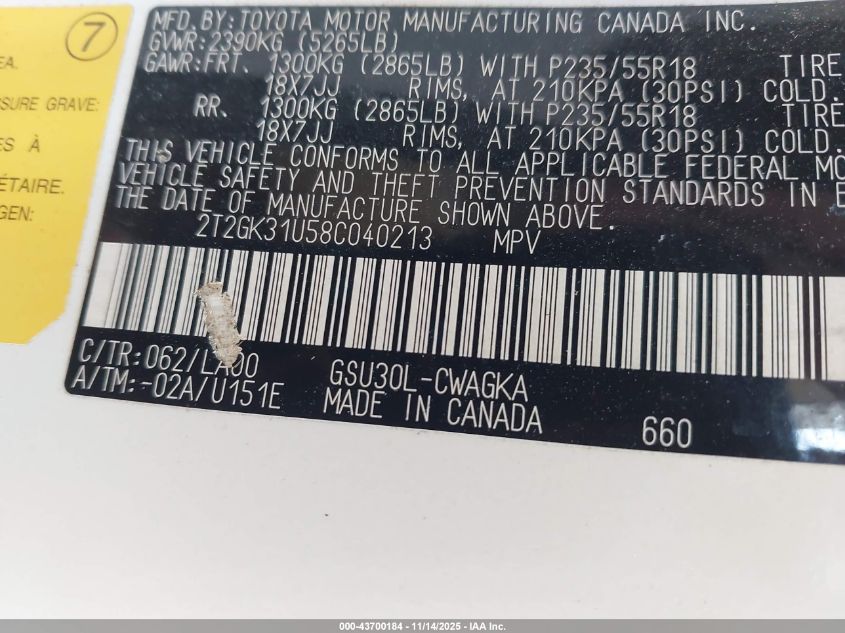 7
EA.
SSURE GRAVE:
ÈS À
ÉTAIRE.
GEN:
MFD. BY: TOYOTA MOTOR MANUFACTURING CANADA INC.
GVWR: 2390KG (5265LB)
GAWR: FRT. 1300KG (2865LB) WITH P235/55R18 TIRE
18X7JJ RIMS, AT 210KPA (30PSI) COLD.
RR. 1300KG (2865LB) WITH P235/55R18 TIRE
18X7JJ RIMS, AT 210KPA (30PSI) COLD.
THIS VEHICLE CONFORMS TO ALL APPLICABLE FEDERAL MO
VEHICLE SAFETY AND THEFT PREVENTION STANDARDS IN E
THE DATE OF MANUFACTURE SHOWN ABOVE.
2T2GK31U58C040213 MPV
C/TR: 062/LA00 GSU30L-CWAGKA
A/TM: -02A/U151E MADE IN CANADA 660
000-43700184 - 11/14/2025 - IAA Inc.